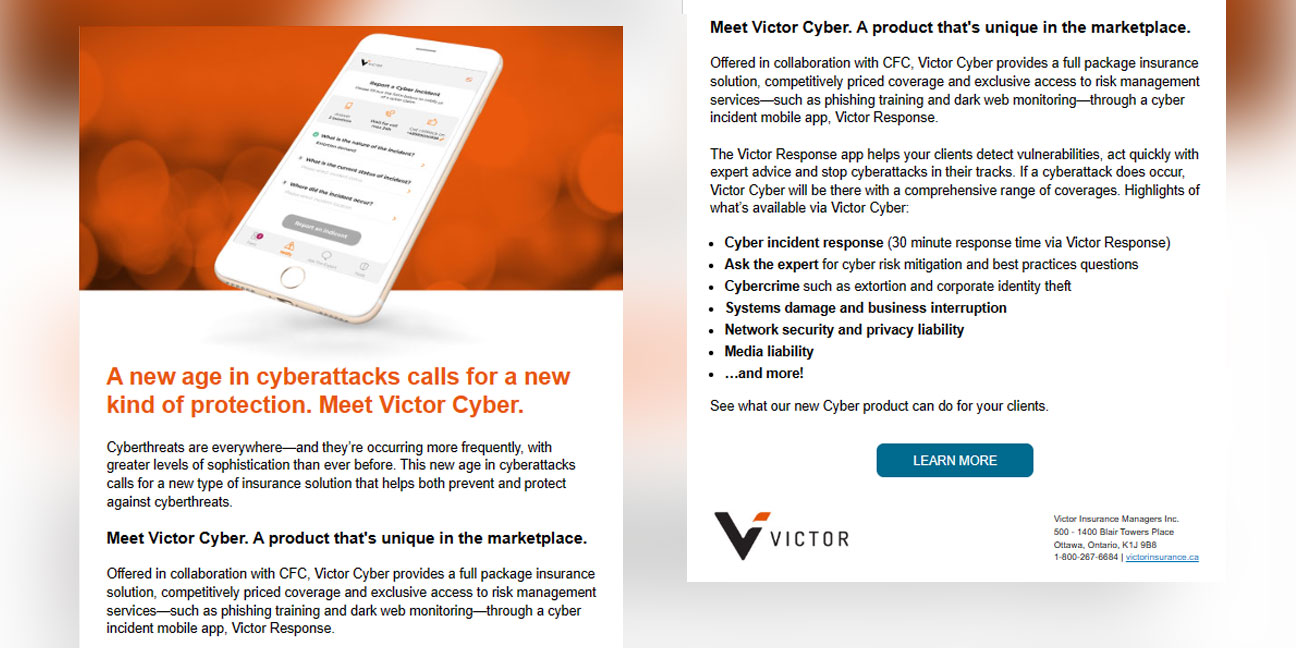 VICTOR
Report a Cyber Incident
What is the nature of the incident?
Extortion demand
What is the current status of incident?
Where did the incident occur?
Report an incident
A new age in cyberattacks calls for a new
kind of protection. Meet Victor Cyber.
Cyberthreats are everywhere—and they're occurring more frequently, with
greater levels of sophistication than ever before. This new age in cyberattacks
calls for a new type of insurance solution that helps both prevent and protect
against cyberthreats.
Meet Victor Cyber. A product that's unique in the marketplace.
Offered in collaboration with CFC, Victor Cyber provides a full package insurance
solution, competitively priced coverage and exclusive access to risk management
services—such as phishing training and dark web monitoring—through a cyber
incident mobile app, Victor Response.
Meet Victor Cyber. A product that's unique in the marketplace.
Offered in collaboration with CFC, Victor Cyber provides a full package insurance
solution, competitively priced coverage and exclusive access to risk management
services—such as phishing training and dark web monitoring—through a cyber
incident mobile app, Victor Response.
The Victor Response app helps your clients detect vulnerabilities, act quickly with
expert advice and stop cyberattacks in their tracks. If a cyberattack does occur,
Victor Cyber will be there with a comprehensive range of coverages. Highlights of
what's available via Victor Cyber:
• Cyber incident response (30 minute response time via Victor Response)
• Ask the expert for cyber risk mitigation and best practices questions
• Cybercrime such as extortion and corporate identity theft
• Systems damage and business interruption
• Network security and privacy liability
• Media liability
• …and more!
See what our new Cyber product can do for your clients.
LEARN MORE
VICTOR
Victor Insurance Managers Inc.
500 - 1400 Blair Towers Place
Ottawa, Ontario, K1J 9B8
1-800-267-6684 | victorinsurance.ca